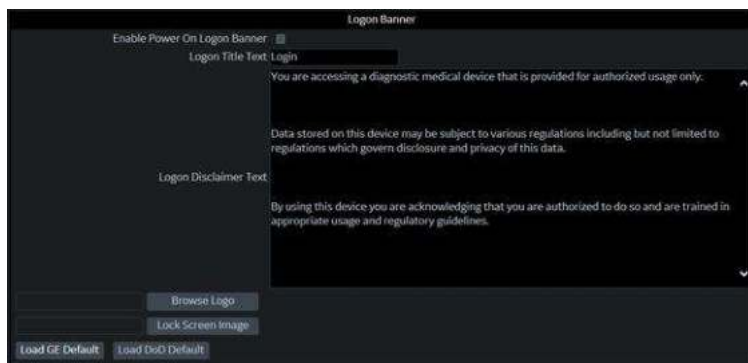 Logon Banner
Enable Power On Logon Banner
Logon Title Text Login
You are accessing a diagnostic medical device that is provided for authorized usage only.
Data stored on this device may be subject to various regulations including but not limited to
regulations which govern disclosure and privacy of this data.
Logon Disclaimer Text
By using this device you are acknowledging that you are authorized to do so and are trained in
appropriate usage and regulatory guidelines.
Browse Logo
Lock Screen Image
Load GE Default Load DoD Default